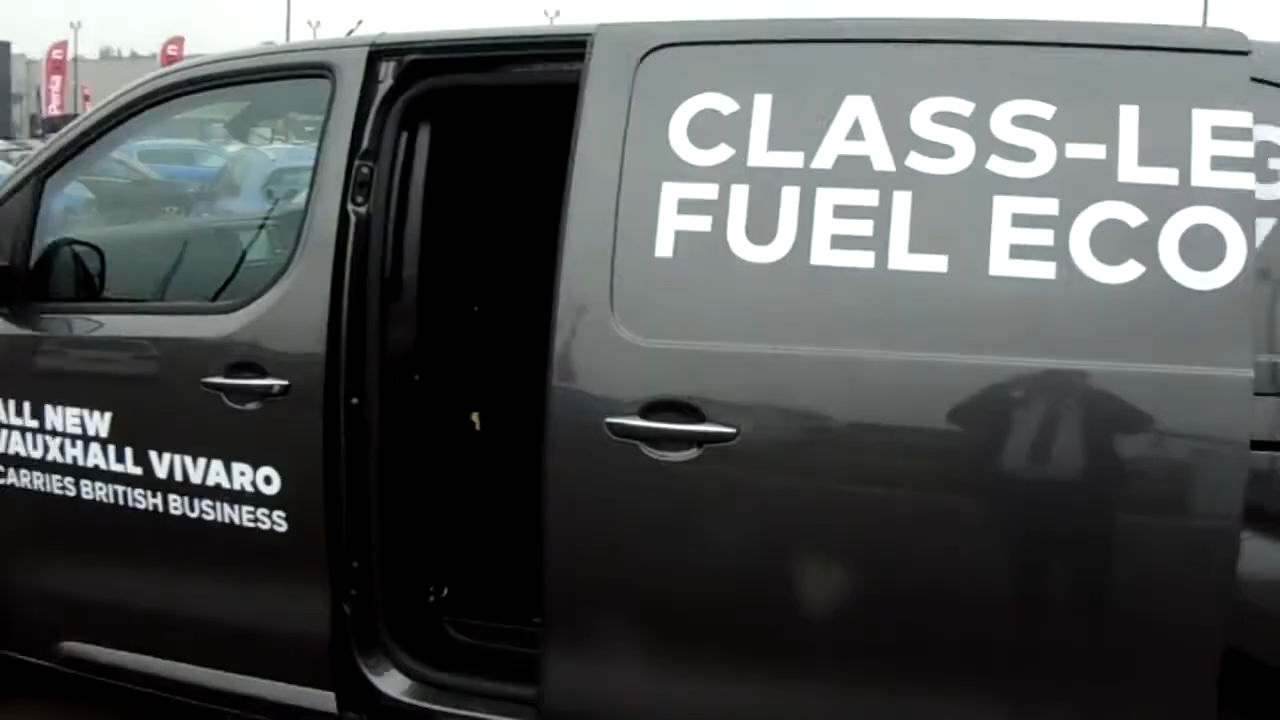 CLASS-LE
FUEL ECO
ALL NEW
VAUXHALL VIVARO
CARRIES BRITISH BUSINESS